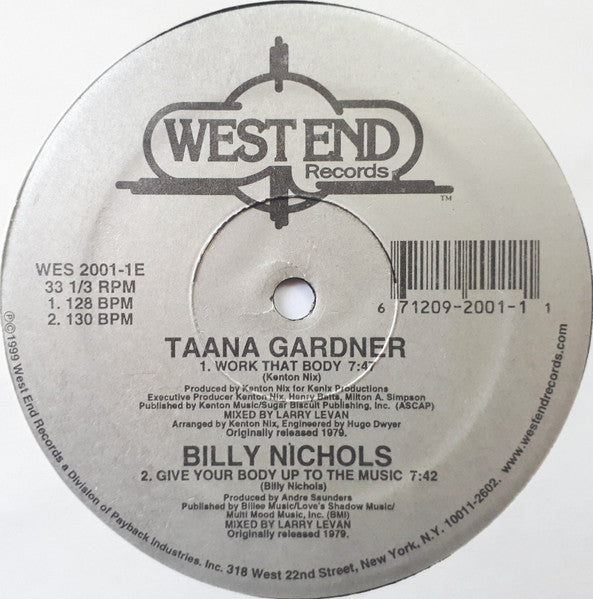 WEST END
Records
TM
WES 2001-1E
33 1/3 RPM
1. 128 BPM
2. 130 BPM
6 71209-2001-1 1
TAANA GARDNER
1. WORK THAT BODY 7:47
(Kenton Nix)
Produced by Kenton Nix for Kenix Productions
Executive Producer Kenton Nix, Henry Batts, Milton A. Simpson
Published by Kenton Music/Sugar Biscuit Publishing, Inc. (ASCAP)
MIXED BY LARRY LEVAN
Arranged by Kenton Nix, Engineered by Hugo Dwyer
Originally released 1979.
BILLY NICHOLS
2. GIVE YOUR BODY UP TO THE MUSIC 7:42
(Billy Nichols)
Produced by Andre Saunders
Published by Billee Music/Love's Shadow Music/
Multi Mood Music, Inc. (BMI)
MIXED BY LARRY LEVAN
Originally released 1979.
℗©1999 West End Records a Division of Payback Industries, Inc. 318 West 22nd Street, New York, N.Y. 10011-2602. www.westendrecords.com